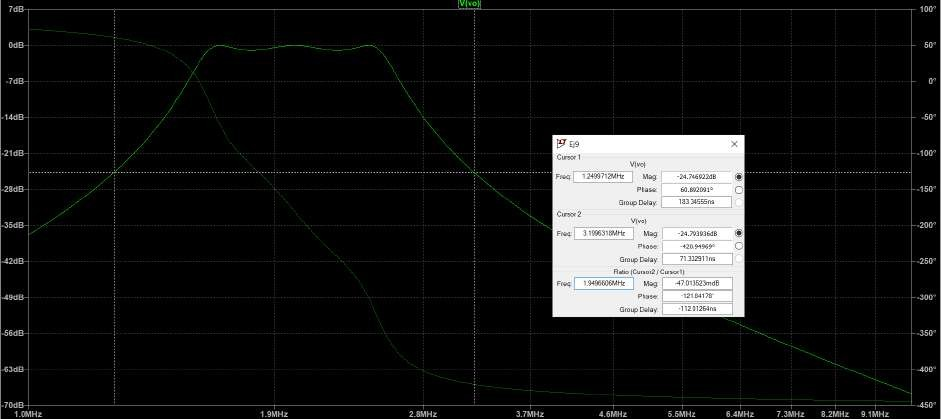 V(vo)
7dB
0dB
-7dB
-14dB
-21dB
-28dB
-35dB
-42dB
-49dB
-56dB
-63dB
-70dB
100°
50°
0°
-50°
-100°
-150°
-200°
-250°
-300°
-350°
-400°
-450°
1.0MHz 1.9MHz 2.8MHz 3.7MHz 4.6MHz 5.5MHz 6.4MHz 7.3MHz 8.2MHz 9.1MHz
Ej9
Cursor 1
V(vo)
Freq: 1.2499712MHz Mag: -24.746922dB
Phase: 60.892091°
Group Delay: 183.34555ns
Cursor 2
V(vo)
Freq: 3.1996318MHz Mag: -24.793936dB
Phase: -420.94969°
Group Delay: 71.332911ns
Ratio (Cursor2 / Cursor1)
Freq: 1.9496606MHz Mag: -47.013523mdB
Phase: -121.84178°
Group Delay: -112.01264ns